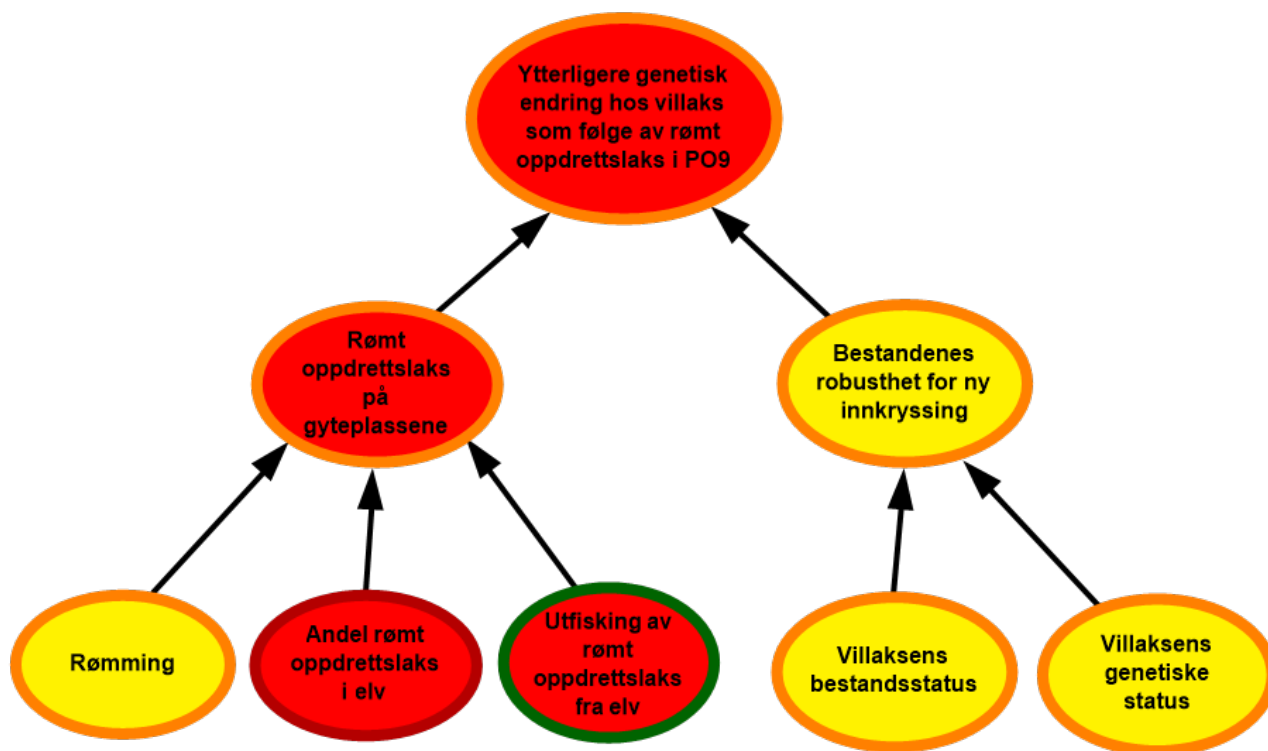 Ytterligere genetisk
endring hos villaks
som følge av rømt
oppdrettslaks i PO9
Rømt
oppdrettslaks
på
gyteplassene
Bestandenes
robusthet for ny
innkryssing
Rømming
Andel rømt
oppdrettslaks
i elv
Utfisking av
rømt
oppdrettslaks
fra elv
Villaksens
bestandsstatus
Villaksens
genetiske
status